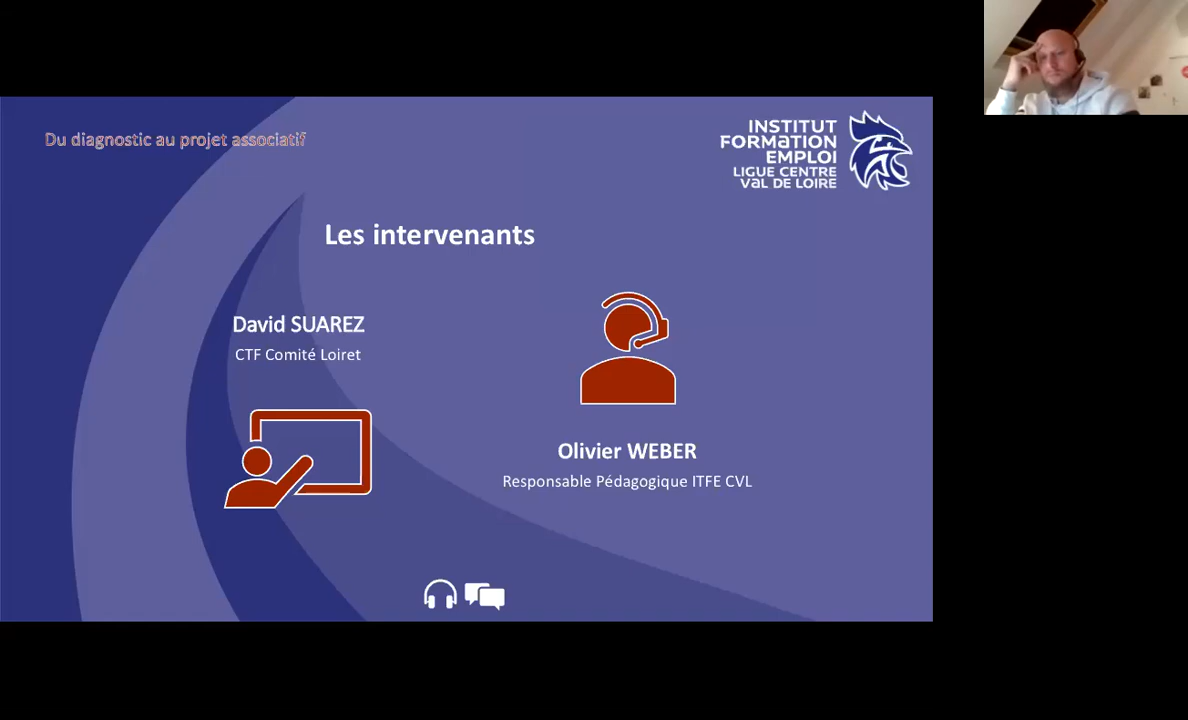 Du diagnostic au projet associatif
INSTITUT
FORMATION
EMPLOI
LIGUE CENTRE
VAL DE LOIRE
Les intervenants
David SUAREZ
CTF Comité Loiret
Olivier WEBER
Responsable Pédagogique ITFE CVL